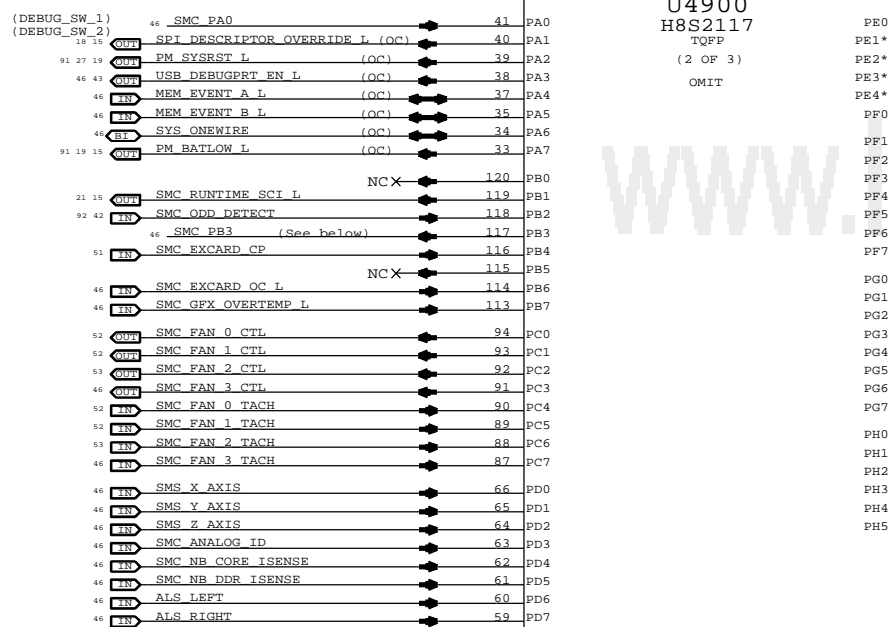 (DEBUG_SW_1)
(DEBUG_SW_2)
46 SMC_PA0 41 PA0
18 15 OUT SPI_DESCRIPTOR_OVERRIDE_L (OC) 40 PA1
91 27 19 OUT PM_SYSRST_L (OC) 39 PA2
46 43 OUT USB_DEBUGPRT_EN_L (OC) 38 PA3
46 IN MEM_EVENT_A_L (OC) 37 PA4
46 IN MEM_EVENT_B_L (OC) 35 PA5
46 BI SYS_ONEWIRE (OC) 34 PA6
91 19 15 OUT PM_BATLOW_L (OC) 33 PA7
NC 120 PB0
21 15 OUT SMC_RUNTIME_SCI_L 119 PB1
92 42 IN SMC_ODD_DETECT 118 PB2
46 SMC_PB3 (See below) 117 PB3
51 IN SMC_EXCARD_CP 116 PB4
NC 115 PB5
46 IN SMC_EXCARD_OC_L 114 PB6
46 IN SMC_GFX_OVERTEMP_L 113 PB7
52 OUT SMC_FAN_0_CTL 94 PC0
52 OUT SMC_FAN_1_CTL 93 PC1
53 OUT SMC_FAN_2_CTL 92 PC2
46 OUT SMC_FAN_3_CTL 91 PC3
52 IN SMC_FAN_0_TACH 90 PC4
52 IN SMC_FAN_1_TACH 89 PC5
53 IN SMC_FAN_2_TACH 88 PC6
46 IN SMC_FAN_3_TACH 87 PC7
46 IN SMS_X_AXIS 66 PD0
46 IN SMS_Y_AXIS 65 PD1
46 IN SMS_Z_AXIS 64 PD2
46 IN SMC_ANALOG_ID 63 PD3
46 IN SMC_NB_CORE_ISENSE 62 PD4
46 IN SMC_NB_DDR_ISENSE 61 PD5
46 IN ALS_LEFT 60 PD6
46 IN ALS_RIGHT 59 PD7
U4900
H8S2117
TQFP
(2 OF 3)
OMIT
www.
PE0
PE1*
PE2*
PE3*
PE4*
PF0
PF1
PF2
PF3
PF4
PF5
PF6
PF7
PG0
PG1
PG2
PG3
PG4
PG5
PG6
PG7
PH0
PH1
PH2
PH3
PH4
PH5